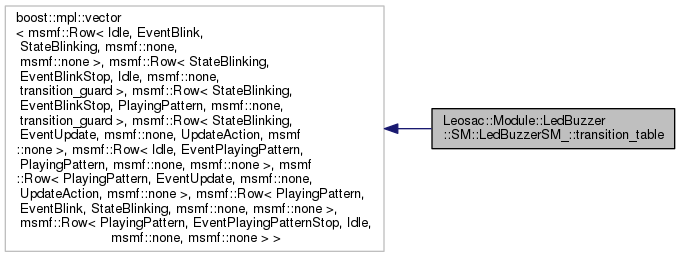 boost::mpl::vector
< msmf::Row< Idle, EventBlink,
StateBlinking, msmf::none,
msmf::none >, msmf::Row< StateBlinking,
EventBlinkStop, Idle, msmf::none,
transition_guard >, msmf::Row< StateBlinking,
EventBlinkStop, PlayingPattern, msmf::none,
transition_guard >, msmf::Row< StateBlinking,
EventUpdate, msmf::none, UpdateAction, msmf
::none >, msmf::Row< Idle, EventPlayingPattern,
PlayingPattern, msmf::none, msmf::none >, msmf
::Row< PlayingPattern, EventUpdate, msmf::none,
UpdateAction, msmf::none >, msmf::Row< PlayingPattern,
EventBlink, StateBlinking, msmf::none, msmf::none >,
msmf::Row< PlayingPattern, EventPlayingPatternStop, Idle,
msmf::none, msmf::none > >
Leosac::Module::LedBuzzer
::SM::LedBuzzerSM_::transition_table